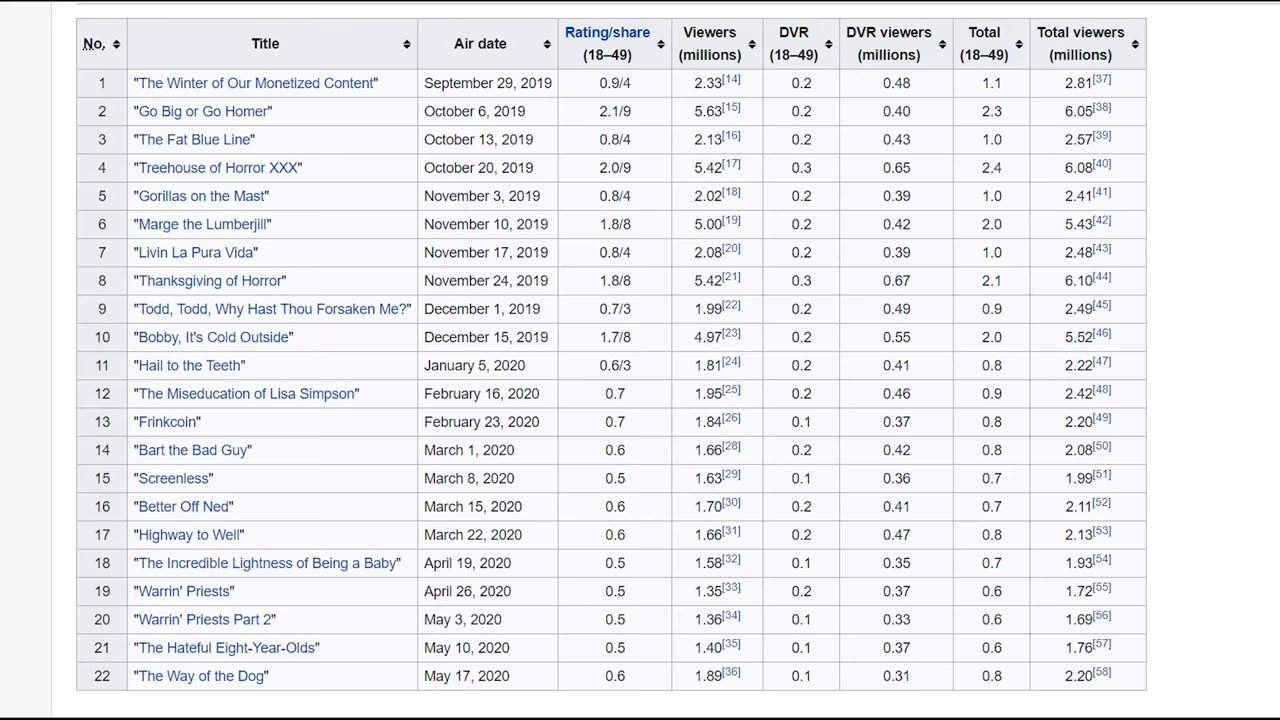 No. Title Air date Rating/share (18–49) Viewers (millions) DVR (18–49) DVR viewers (millions) Total (18–49) Total viewers (millions)
1 "The Winter of Our Monetized Content" September 29, 2019 0.9/4 2.33[14] 0.2 0.48 1.1 2.81[37]
2 "Go Big or Go Homer" October 6, 2019 2.1/9 5.63[15] 0.2 0.40 2.3 6.05[38]
3 "The Fat Blue Line" October 13, 2019 0.8/4 2.13[16] 0.2 0.43 1.0 2.57[39]
4 "Treehouse of Horror XXX" October 20, 2019 2.0/9 5.42[17] 0.3 0.65 2.4 6.08[40]
5 "Gorillas on the Mast" November 3, 2019 0.8/4 2.02[18] 0.2 0.39 1.0 2.41[41]
6 "Marge the Lumberjill" November 10, 2019 1.8/8 5.00[19] 0.2 0.42 2.0 5.43[42]
7 "Livin La Pura Vida" November 17, 2019 0.8/4 2.08[20] 0.2 0.39 1.0 2.48[43]
8 "Thanksgiving of Horror" November 24, 2019 1.8/8 5.42[21] 0.3 0.67 2.1 6.10[44]
9 "Todd, Todd, Why Hast Thou Forsaken Me?" December 1, 2019 0.7/3 1.99[22] 0.2 0.49 0.9 2.49[45]
10 "Bobby, It's Cold Outside" December 15, 2019 1.7/8 4.97[23] 0.2 0.55 2.0 5.52[46]
11 "Hail to the Teeth" January 5, 2020 0.6/3 1.81[24] 0.2 0.41 0.8 2.22[47]
12 "The Miseducation of Lisa Simpson" February 16, 2020 0.7 1.95[25] 0.2 0.46 0.9 2.42[48]
13 "Frinkcoin" February 23, 2020 0.7 1.84[26] 0.1 0.37 0.8 2.20[49]
14 "Bart the Bad Guy" March 1, 2020 0.6 1.66[28] 0.2 0.42 0.8 2.08[50]
15 "Screenless" March 8, 2020 0.5 1.63[29] 0.1 0.36 0.7 1.99[51]
16 "Better Off Ned" March 15, 2020 0.6 1.70[30] 0.2 0.41 0.7 2.11[52]
17 "Highway to Well" March 22, 2020 0.6 1.66[31] 0.2 0.47 0.8 2.13[53]
18 "The Incredible Lightness of Being a Baby" April 19, 2020 0.5 1.58[32] 0.1 0.35 0.7 1.93[54]
19 "Warrin' Priests" April 26, 2020 0.5 1.35[33] 0.2 0.37 0.6 1.72[55]
20 "Warrin' Priests Part 2" May 3, 2020 0.5 1.36[34] 0.1 0.33 0.6 1.69[56]
21 "The Hateful Eight-Year-Olds" May 10, 2020 0.5 1.40[35] 0.1 0.37 0.6 1.76[57]
22 "The Way of the Dog" May 17, 2020 0.6 1.89[36] 0.1 0.31 0.8 2.20[58]